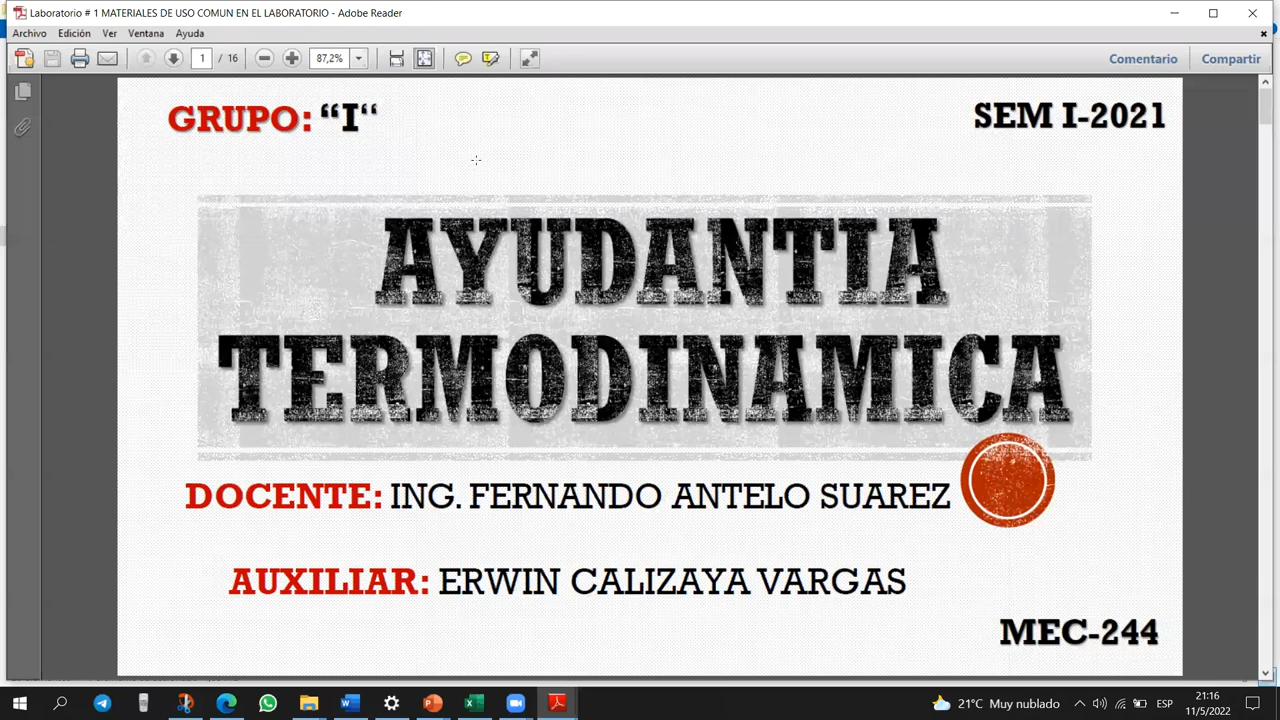 Laboratorio # 1 MATERIALES DE USO COMUN EN EL LABORATORIO - Adobe Reader
Archivo Edición Ver Ventana Ayuda
1 / 16 87,2% Comentario Compartir
GRUPO: “I“ SEM I-2021
AYUDANTIA
TERMODINAMICA
DOCENTE: ING. FERNANDO ANTELO SUAREZ
AUXILIAR: ERWIN CALIZAYA VARGAS
MEC-244
21°C Muy nublado ESP 21:16
11/5/2022